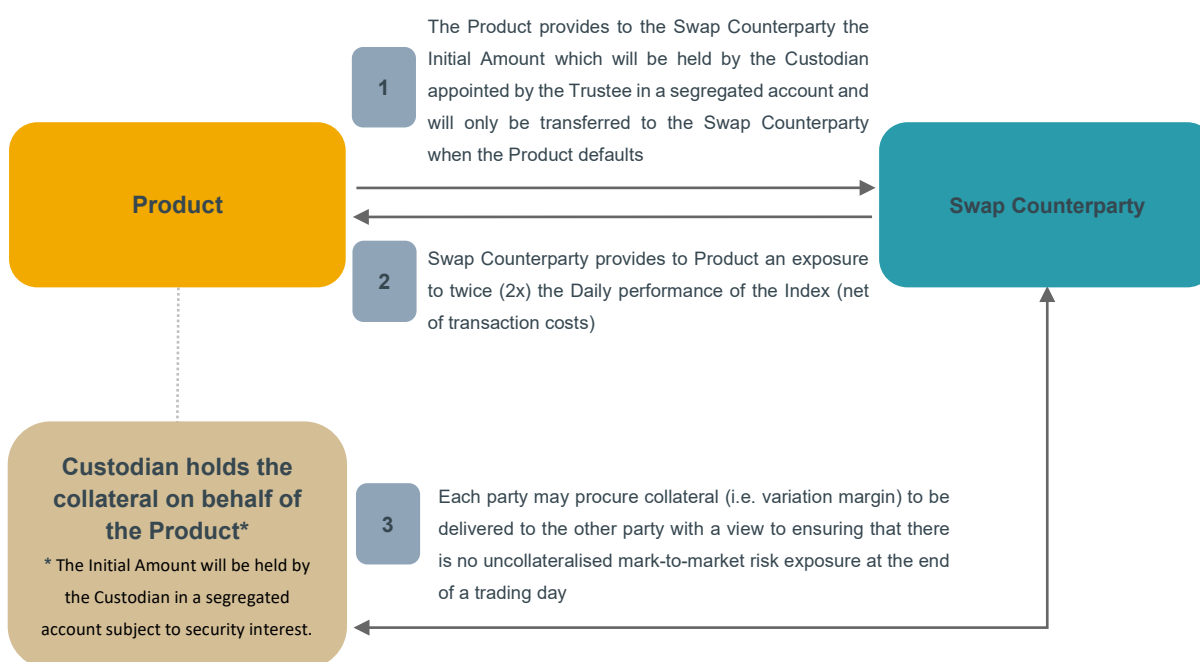 The Product provides to the Swap Counterparty the
Initial Amount which will be held by the Custodian
1
appointed by the Trustee in a segregated account and
will only be transferred to the Swap Counterparty
when the Product defaults
Product
Swap Counterparty
2
Swap Counterparty provides to Product an exposure
to twice (2x) the Daily performance of the Index (net
of transaction costs)
Custodian holds the
collateral on behalf of
the Product*
* The Initial Amount will be held by
the Custodian in a segregated
account subject to security interest.
3
Each party may procure collateral (i.e. variation margin) to be
delivered to the other party with a view to ensuring that there
is no uncollateralised mark-to-market risk exposure at the end
of a trading day